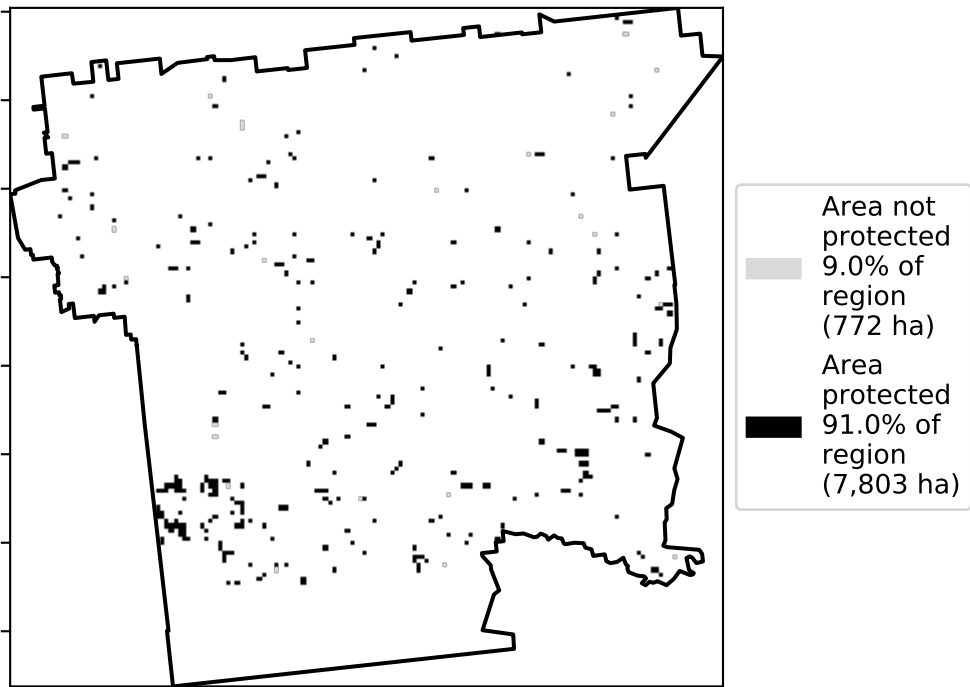 Area not
protected
9.0% of
region
(772 ha)
Area
protected
91.0% of
region
(7,803 ha)